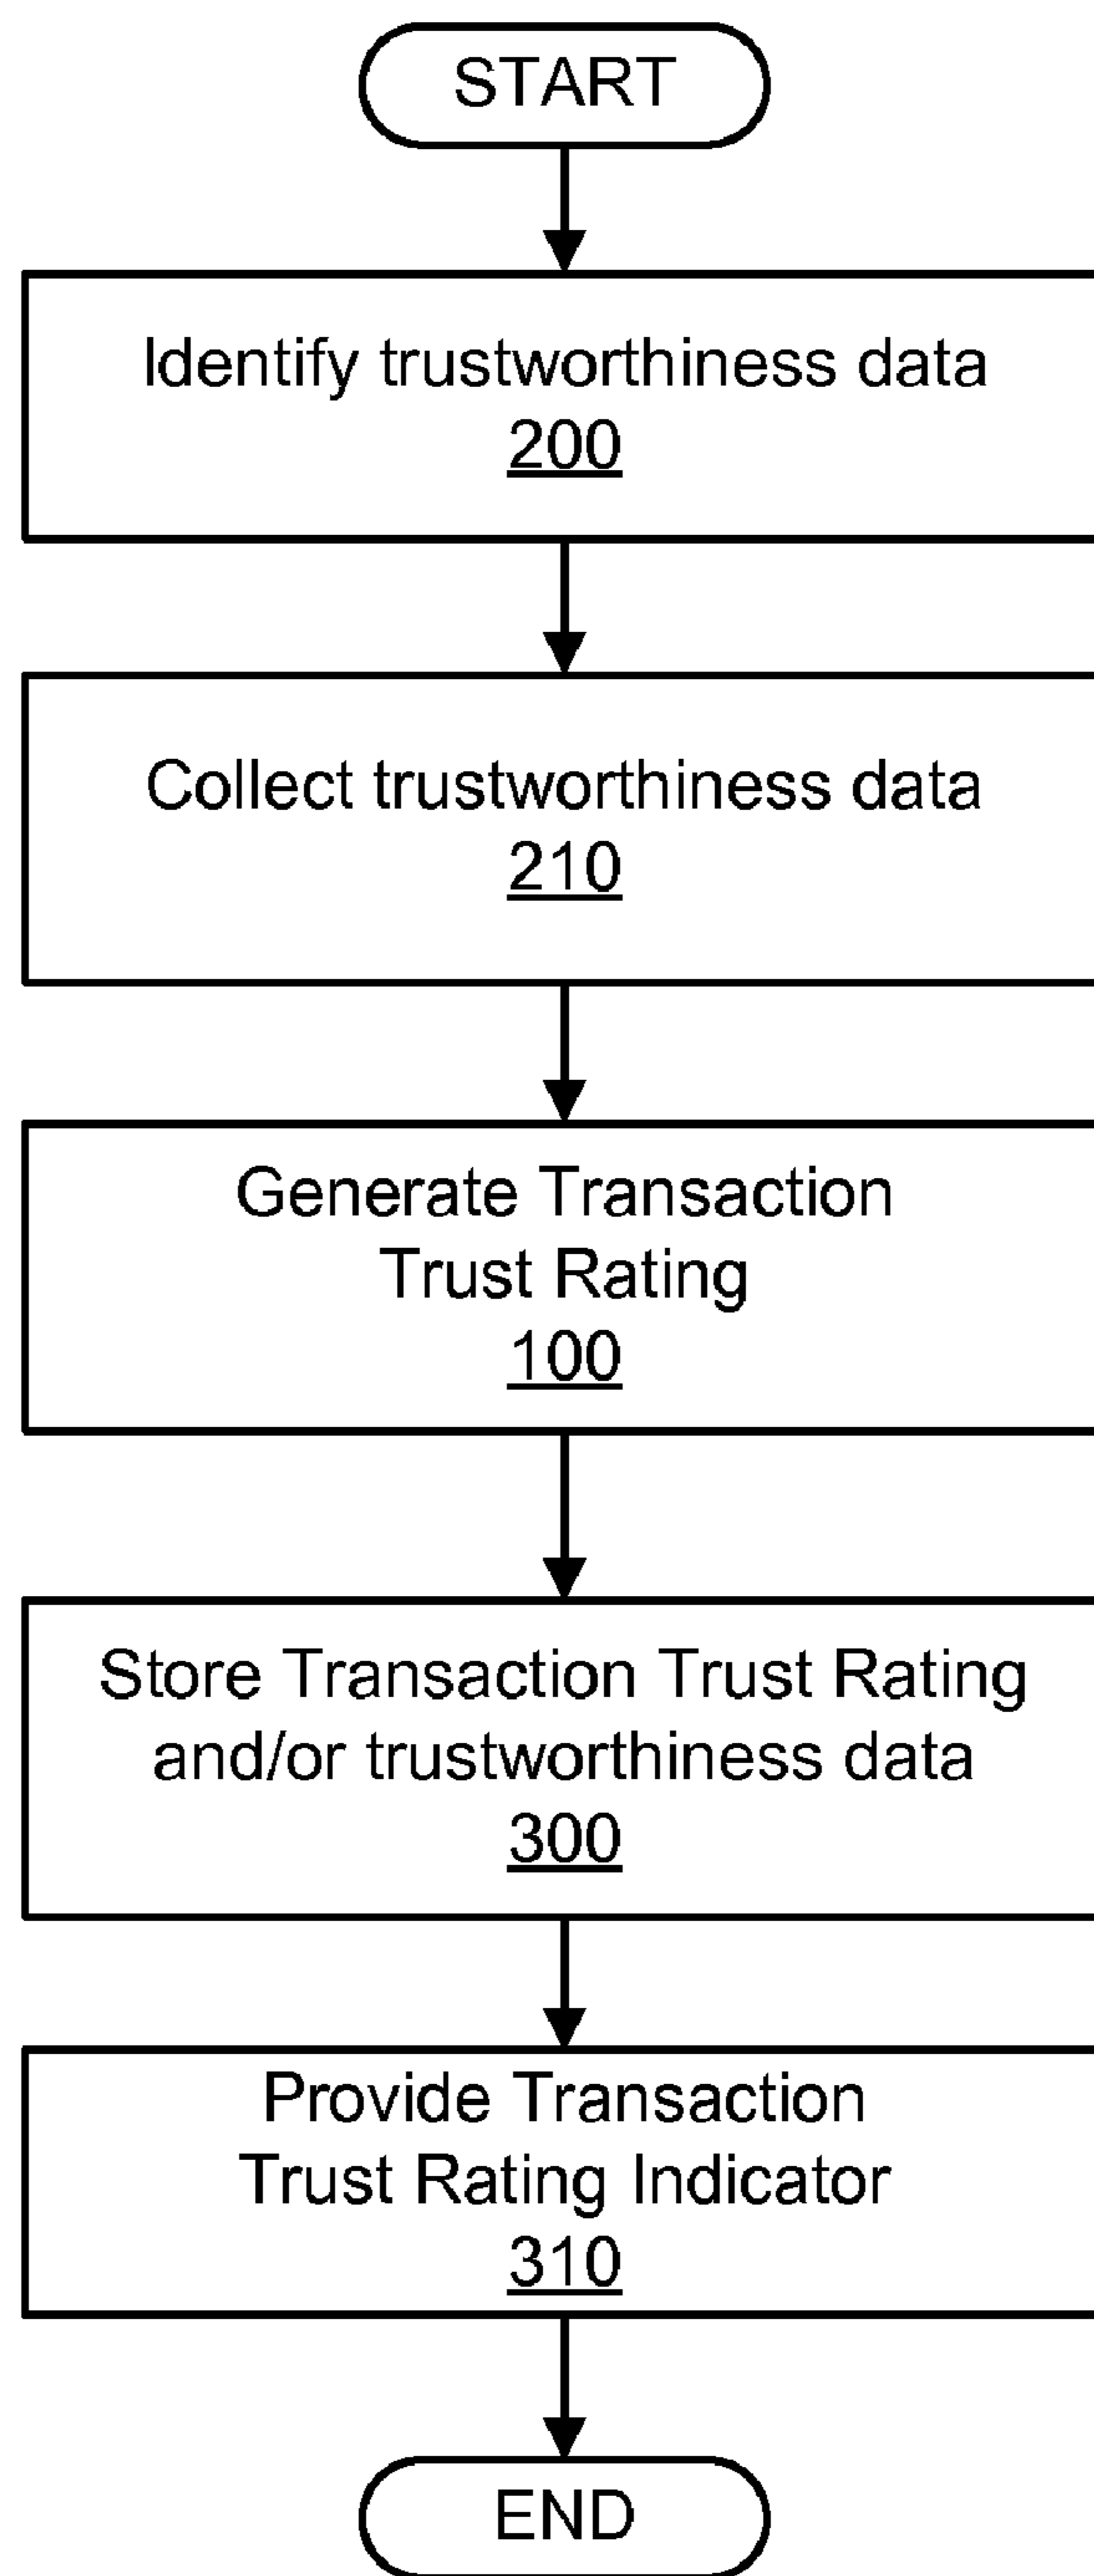 START
Identify trustworthiness data
200
Collect trustworthiness data
210
Generate Transaction
Trust Rating
100
Store Transaction Trust Rating
and/or trustworthiness data
300
Provide Transaction
Trust Rating Indicator
310
END